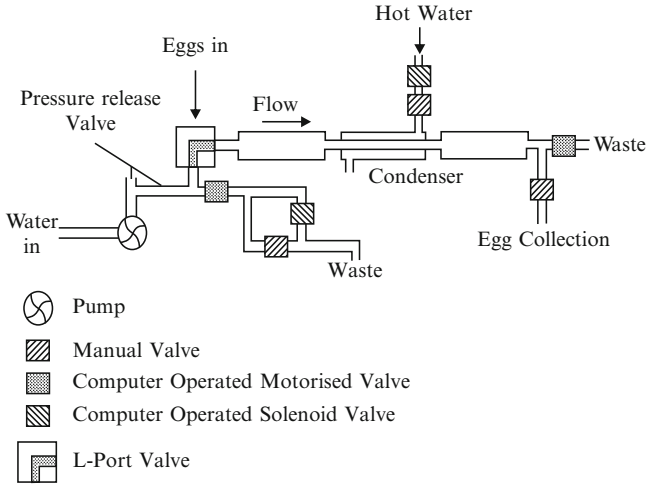 Hot Water
Eggs in
Pressure release
Valve
Flow
Waste
Condenser
Water
in
Egg Collection
Waste
Pump
Manual Valve
Computer Operated Motorised Valve
Computer Operated Solenoid Valve
L-Port Valve